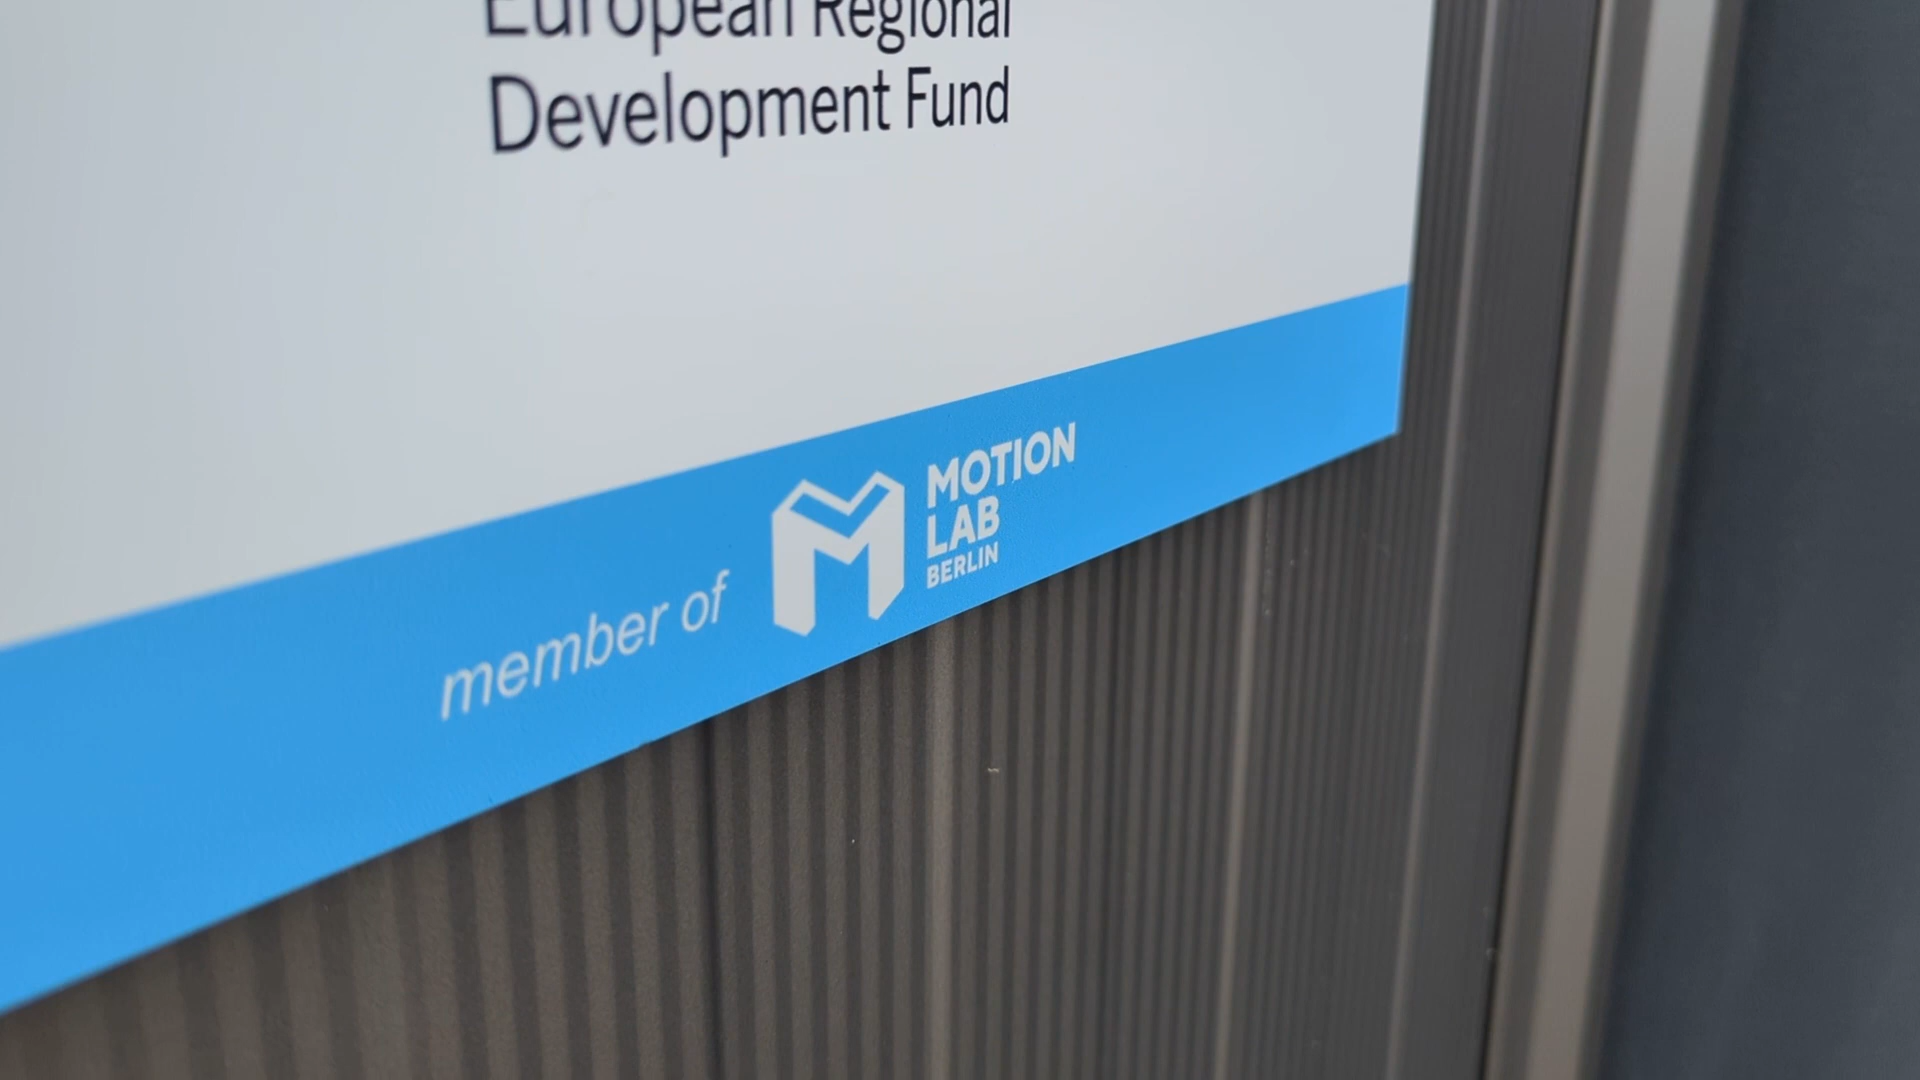 European Regional
Development Fund
member of
MOTION
LAB
BERLIN